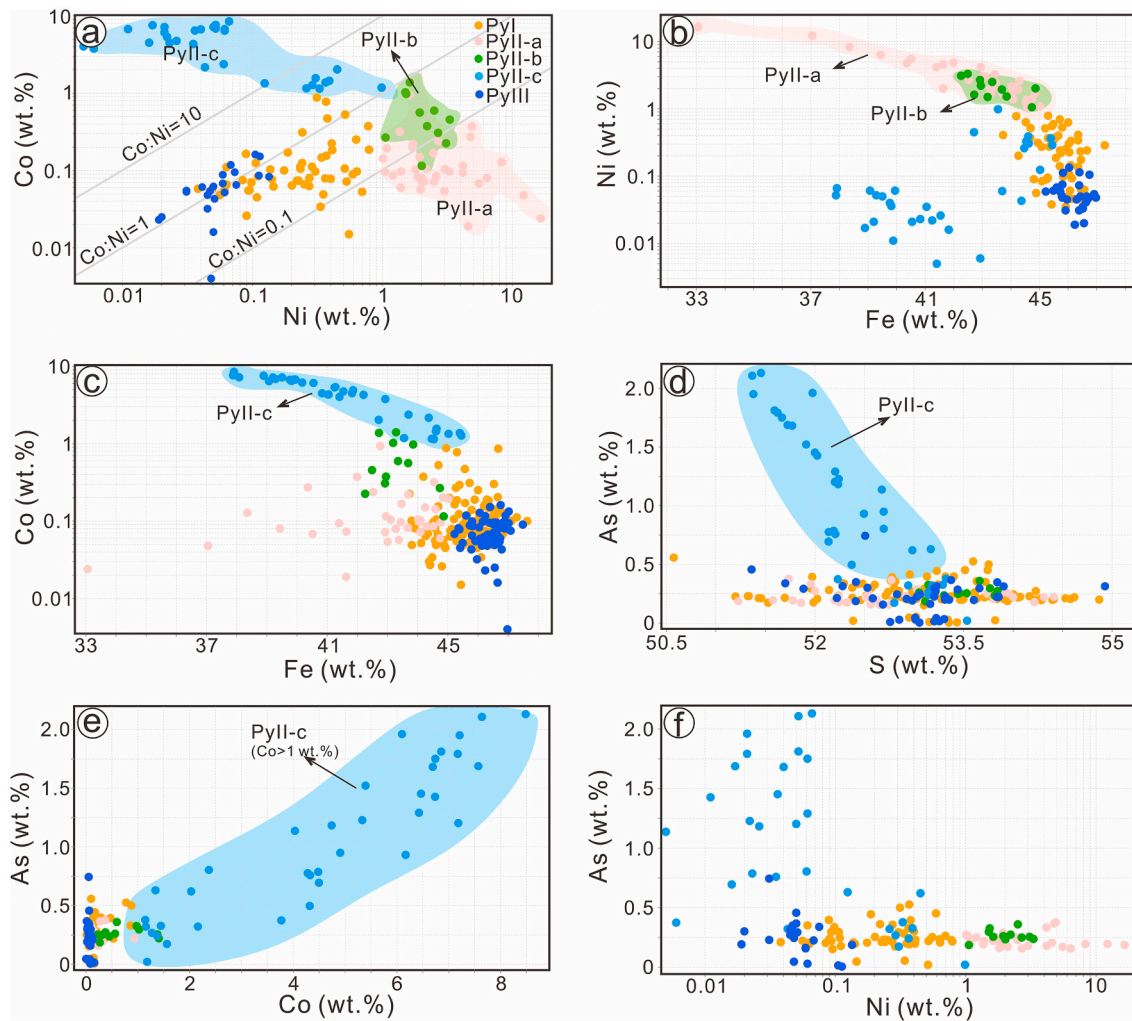 a
PyII-c
PyII-b
PyI
PyII-a
PyII-b
PyII-c
PyIII
Co:Ni=10
Co:Ni=1
Co:Ni=0.1
PyII-a
Co (wt.%)
10
1
0.1
0.01
0.01
0.1
1
10
Ni (wt.%)
b
PyII-a
PyII-b
Ni (wt.%)
10
1
0.1
0.01
33
37
41
45
Fe (wt.%)
c
PyII-c
Co (wt.%)
10
1
0.1
0.01
33
37
41
45
Fe (wt.%)
d
PyII-c
As (wt.%)
2.0
1.5
1.0
0.5
0
50.5
52
53.5
55
S (wt.%)
e
PyII-c
(Co>1 wt.%)
As (wt.%)
2.0
1.5
1.0
0.5
0
0
2
4
6
8
Co (wt.%)
f
As (wt.%)
2.0
1.5
1.0
0.5
0
0.01
0.1
1
10
Ni (wt.%)